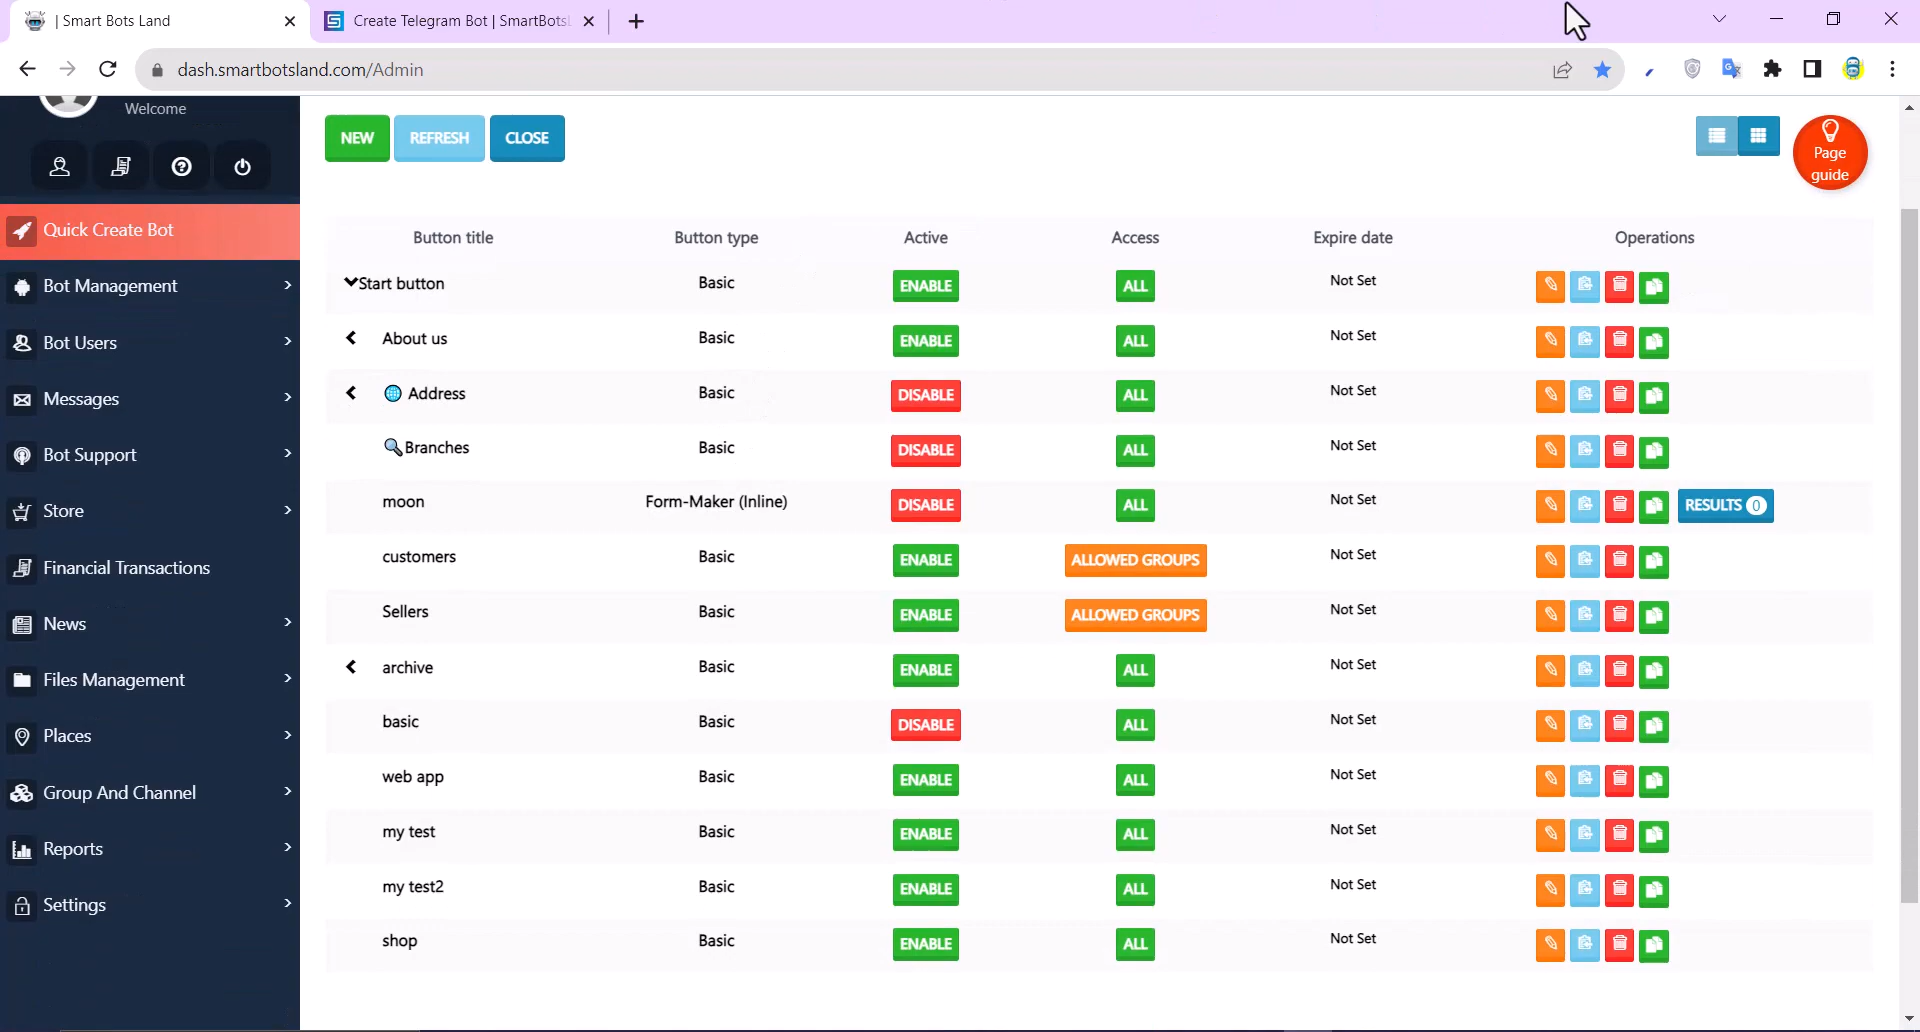 | Smart Bots Land
Create Telegram Bot | SmartBotsL
dash.smartbotsland.com/Admin
Welcome
NEW REFRESH CLOSE
Page guide
Quick Create Bot
Bot Management
Bot Users
Messages
Bot Support
Store
Financial Transactions
News
Files Management
Places
Group And Channel
Reports
Settings
Button title Button type Active Access Expire date Operations
Start button Basic ENABLE ALL Not Set
About us Basic ENABLE ALL Not Set
Address Basic DISABLE ALL Not Set
Branches Basic DISABLE ALL Not Set
moon Form-Maker (Inline) DISABLE ALL Not Set RESULTS 0
customers Basic ENABLE ALLOWED GROUPS Not Set
Sellers Basic ENABLE ALLOWED GROUPS Not Set
archive Basic ENABLE ALL Not Set
basic Basic DISABLE ALL Not Set
web app Basic ENABLE ALL Not Set
my test Basic ENABLE ALL Not Set
my test2 Basic ENABLE ALL Not Set
shop Basic ENABLE ALL Not Set